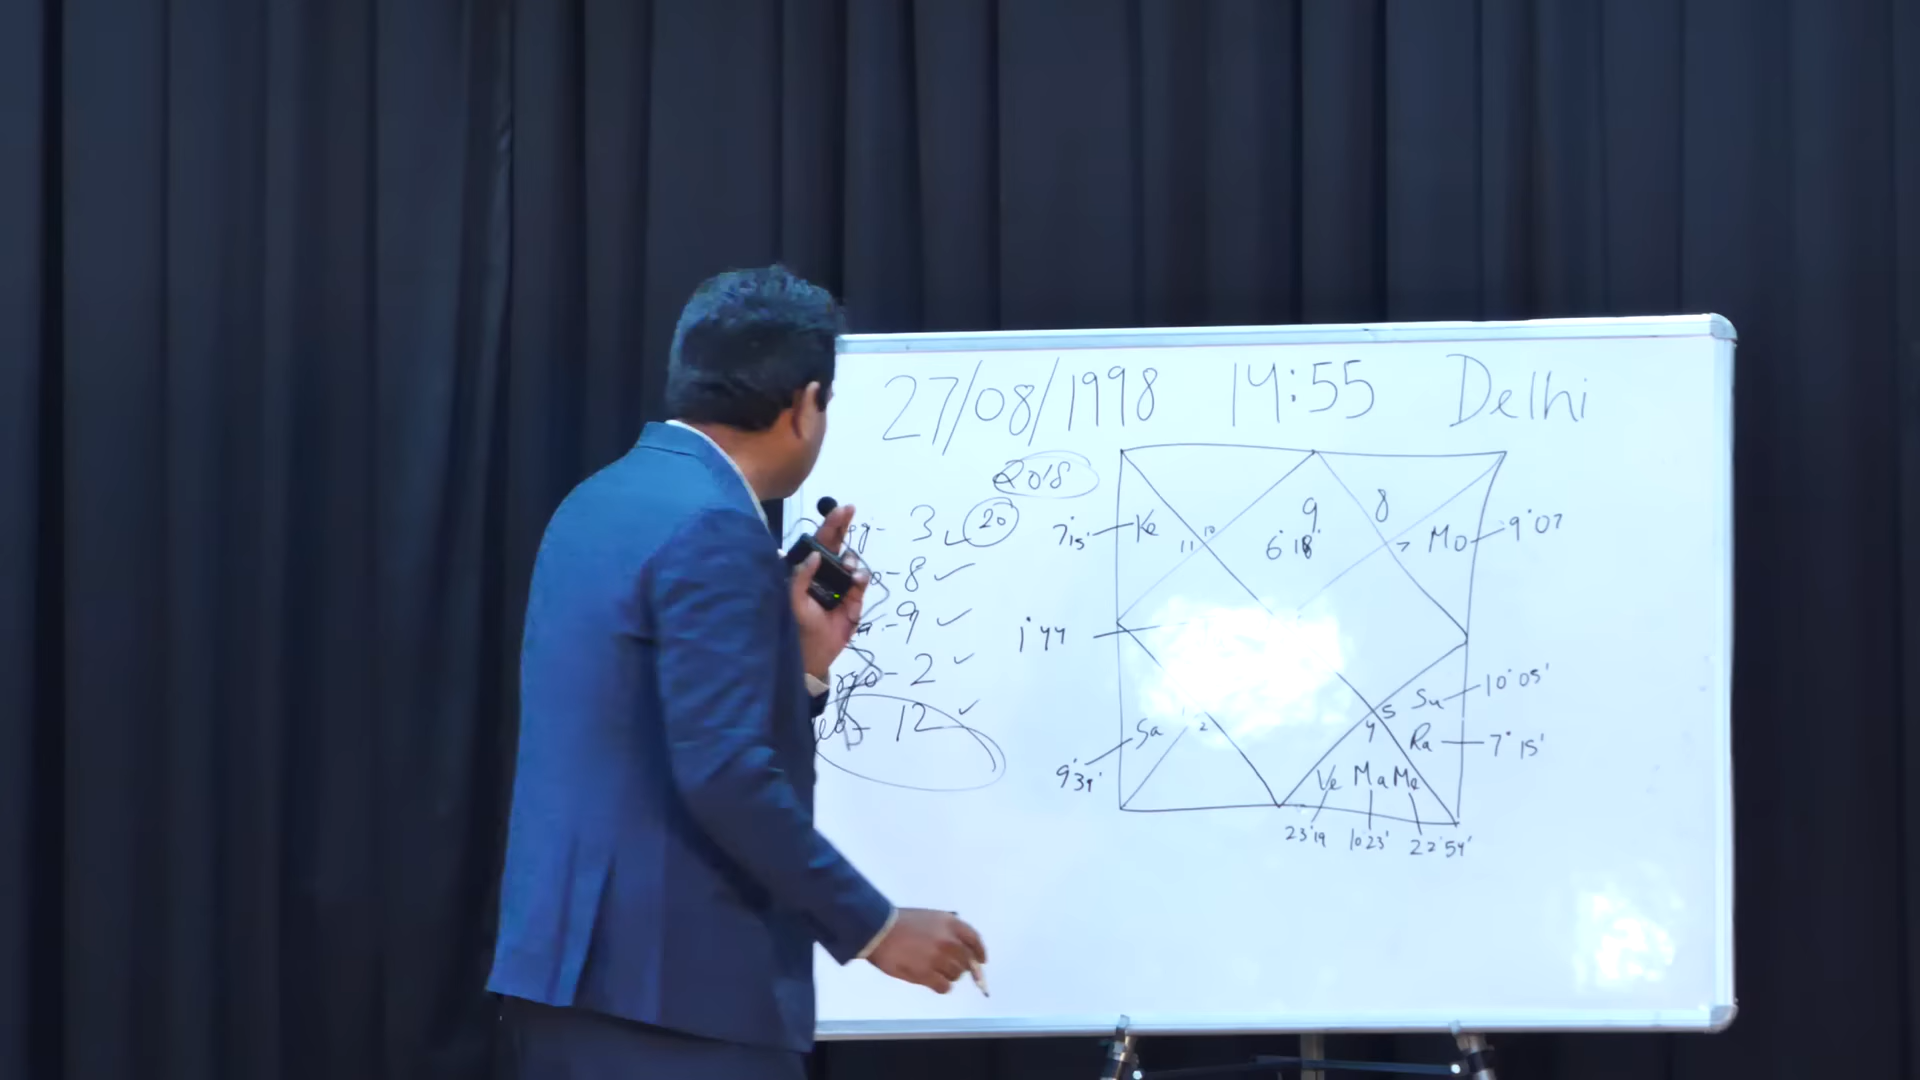 27/08/1998 14:55 Delhi
2018
3 20
8
9
2
12
9 8
6°18'
7°15' Ke 11 10 7 Mo 9°07
1°44
Su 10°05'
5
Sa 2 4 Ra 7°15'
9°39'
Ve Ma Me
23°19 10°23' 22°54'